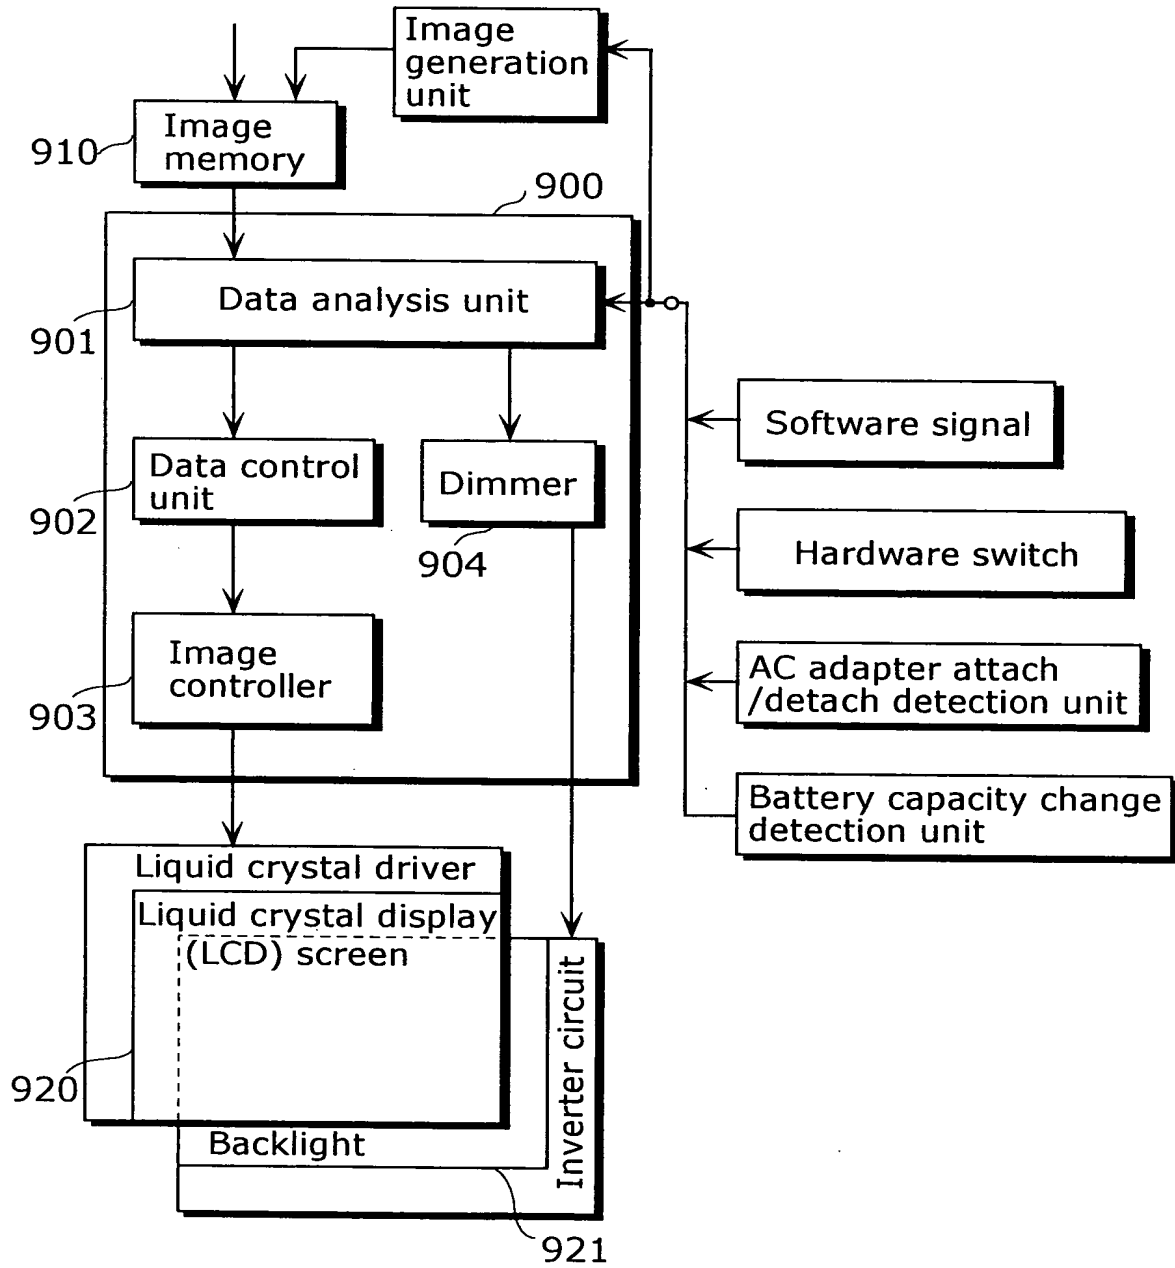 Image
generation
unit
910
Image
memory
900
901
Data analysis unit
Software signal
902
Data control
unit
Dimmer
904
Hardware switch
903
Image
controller
AC adapter attach
/detach detection unit
Battery capacity change
detection unit
Liquid crystal driver
Liquid crystal display
(LCD) screen
920
Inverter circuit
Backlight
921